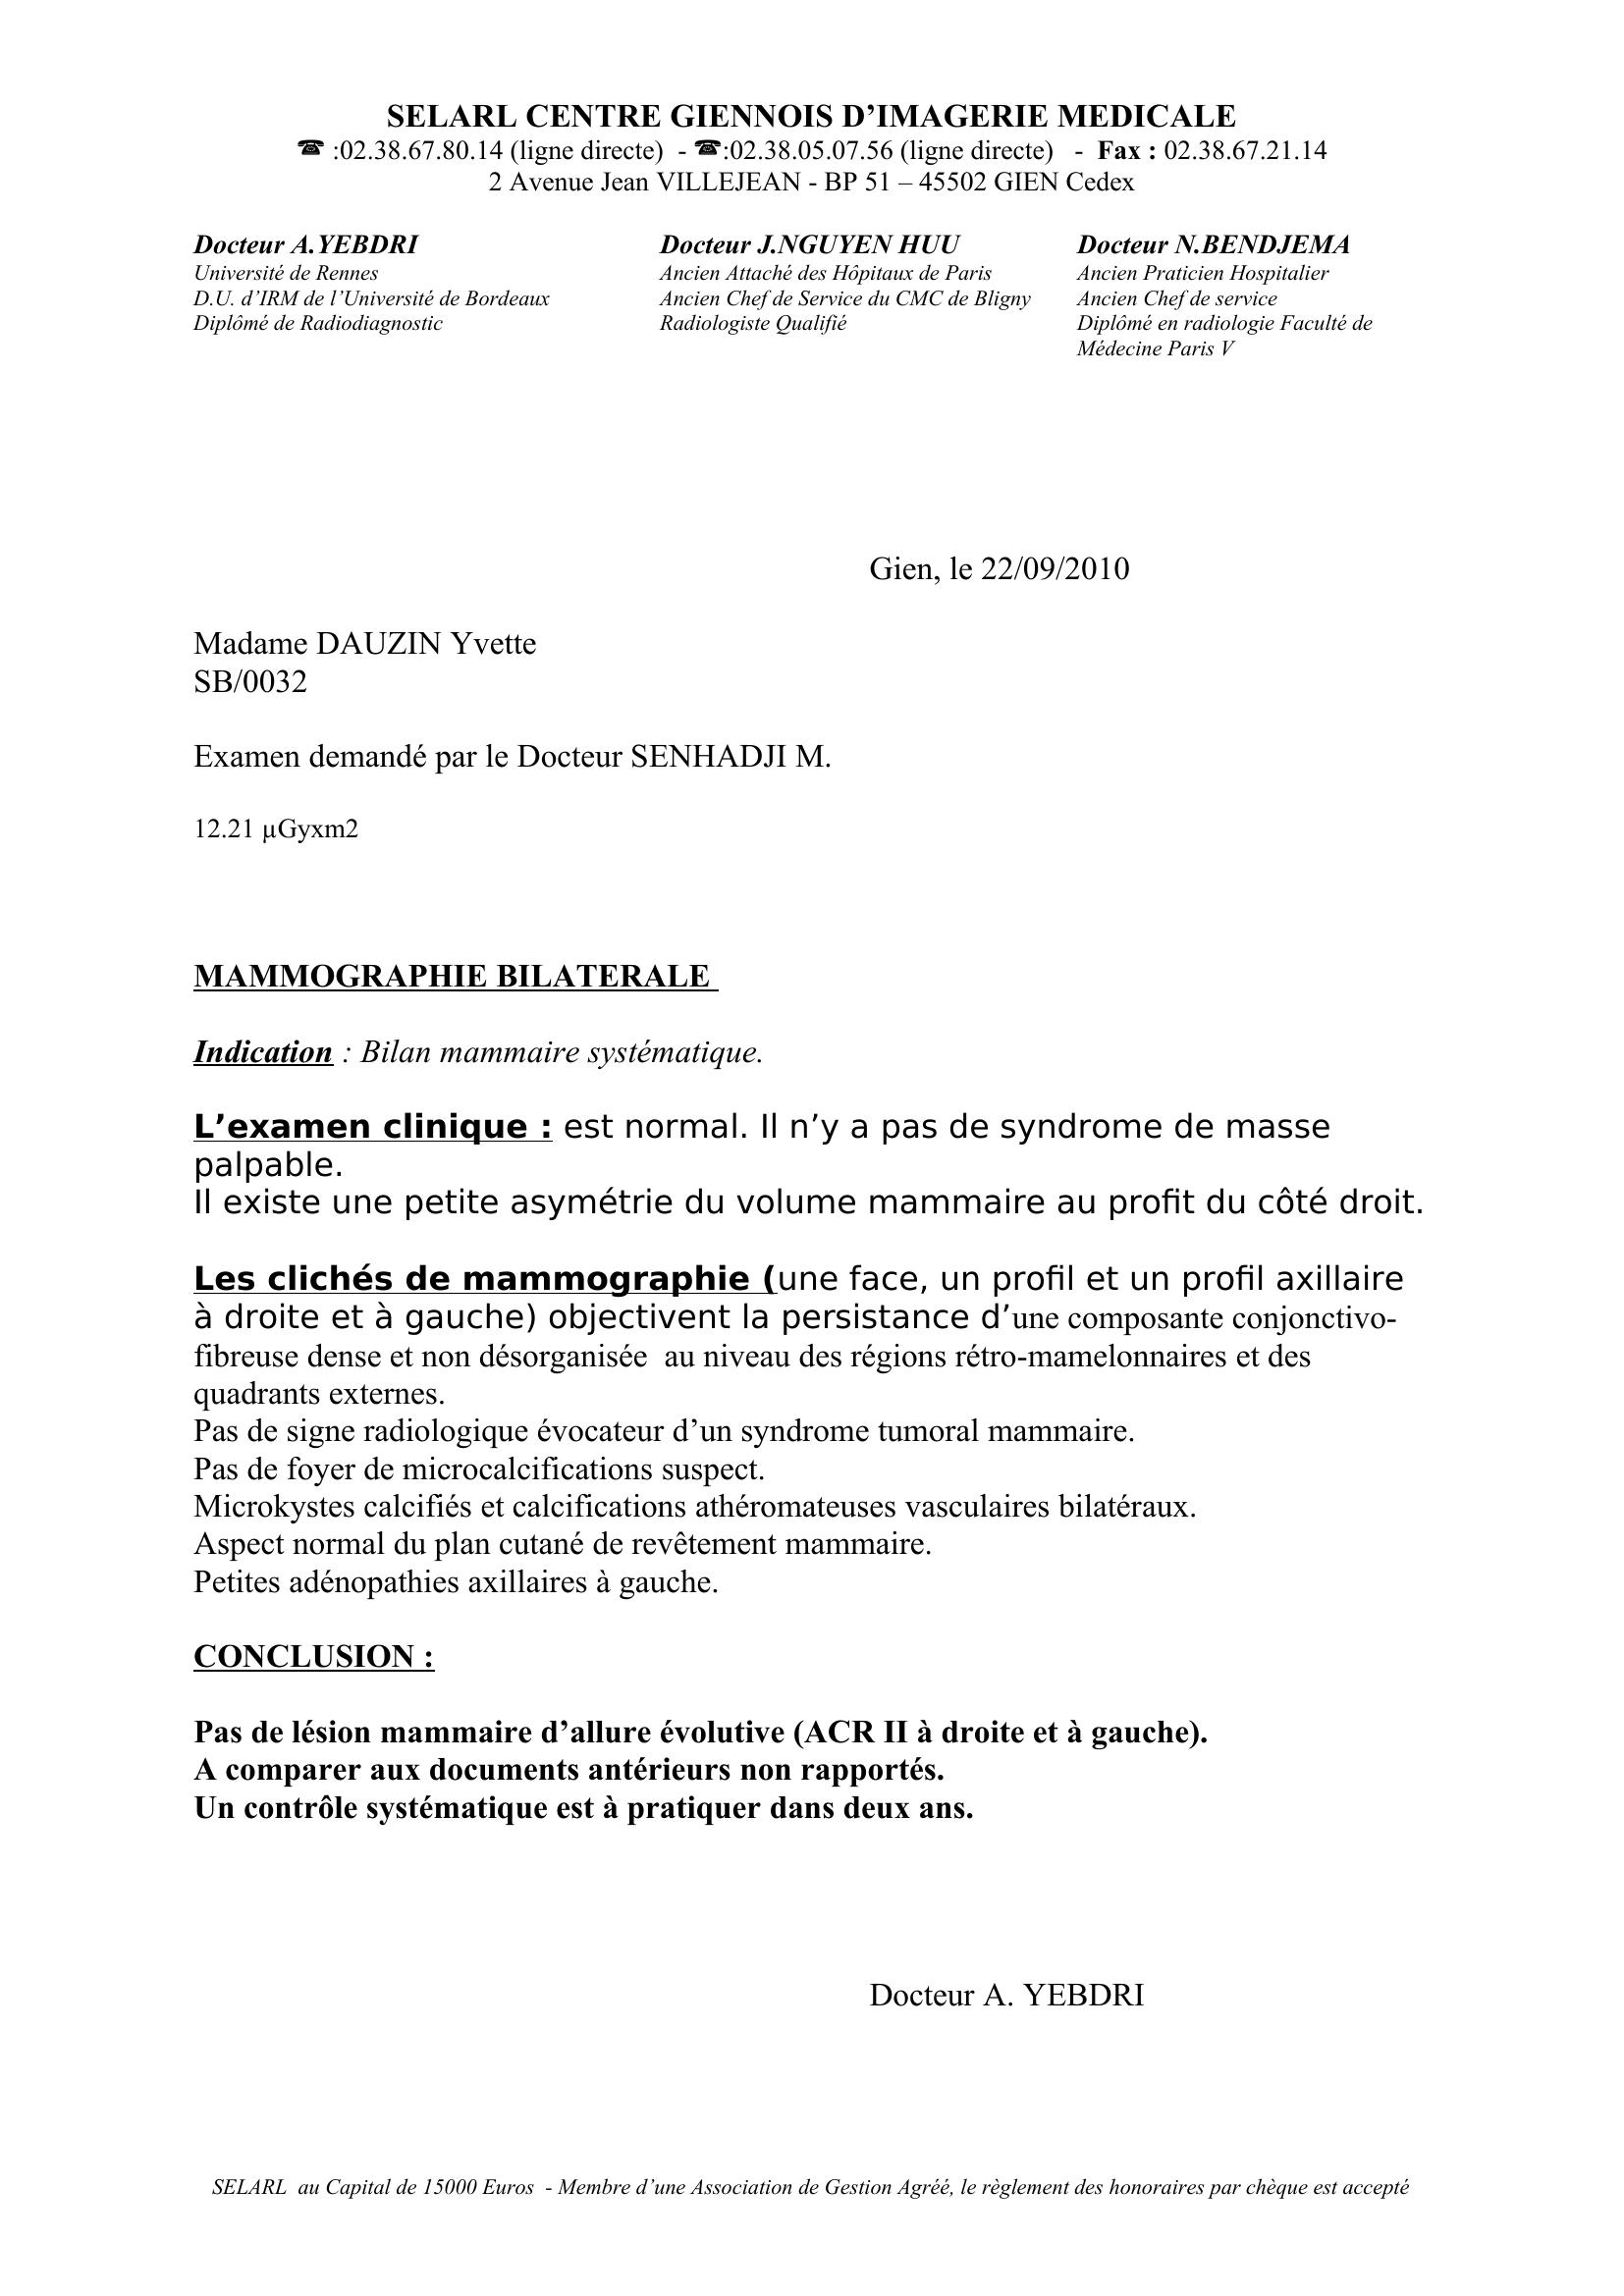 SELARL CENTRE GIENNOIS D’IMAGERIE MEDICALE
☎ :02.38.67.80.14 (ligne directe) - ☎:02.38.05.07.56 (ligne directe) - Fax : 02.38.67.21.14
2 Avenue Jean VILLEJEAN - BP 51 – 45502 GIEN Cedex
Docteur A.YEBDRI
Université de Rennes
D.U. d’IRM de l’Université de Bordeaux
Diplômé de Radiodiagnostic
Docteur J.NGUYEN HUU
Ancien Attaché des Hôpitaux de Paris
Ancien Chef de Service du CMC de Bligny
Radiologiste Qualifié
Docteur N.BENDJEMA
Ancien Praticien Hospitalier
Ancien Chef de service
Diplômé en radiologie Faculté de
Médecine Paris V
Gien, le 22/09/2010
Madame DAUZIN Yvette
SB/0032
Examen demandé par le Docteur SENHADJI M.
12.21 µGyxm2
MAMMOGRAPHIE BILATERALE
Indication : Bilan mammaire systématique.
L’examen clinique : est normal. Il n’y a pas de syndrome de masse
palpable.
Il existe une petite asymétrie du volume mammaire au profit du côté droit.
Les clichés de mammographie (une face, un profil et un profil axillaire
à droite et à gauche) objectivent la persistance d’une composante conjonctivo-
fibreuse dense et non désorganisée au niveau des régions rétro-mamelonnaires et des
quadrants externes.
Pas de signe radiologique évocateur d’un syndrome tumoral mammaire.
Pas de foyer de microcalcifications suspect.
Microkystes calcifiés et calcifications athéromateuses vasculaires bilatéraux.
Aspect normal du plan cutané de revêtement mammaire.
Petites adénopathies axillaires à gauche.
CONCLUSION :
Pas de lésion mammaire d’allure évolutive (ACR II à droite et à gauche).
A comparer aux documents antérieurs non rapportés.
Un contrôle systématique est à pratiquer dans deux ans.
Docteur A. YEBDRI
SELARL au Capital de 15000 Euros - Membre d’une Association de Gestion Agréé, le règlement des honoraires par chèque est accepté